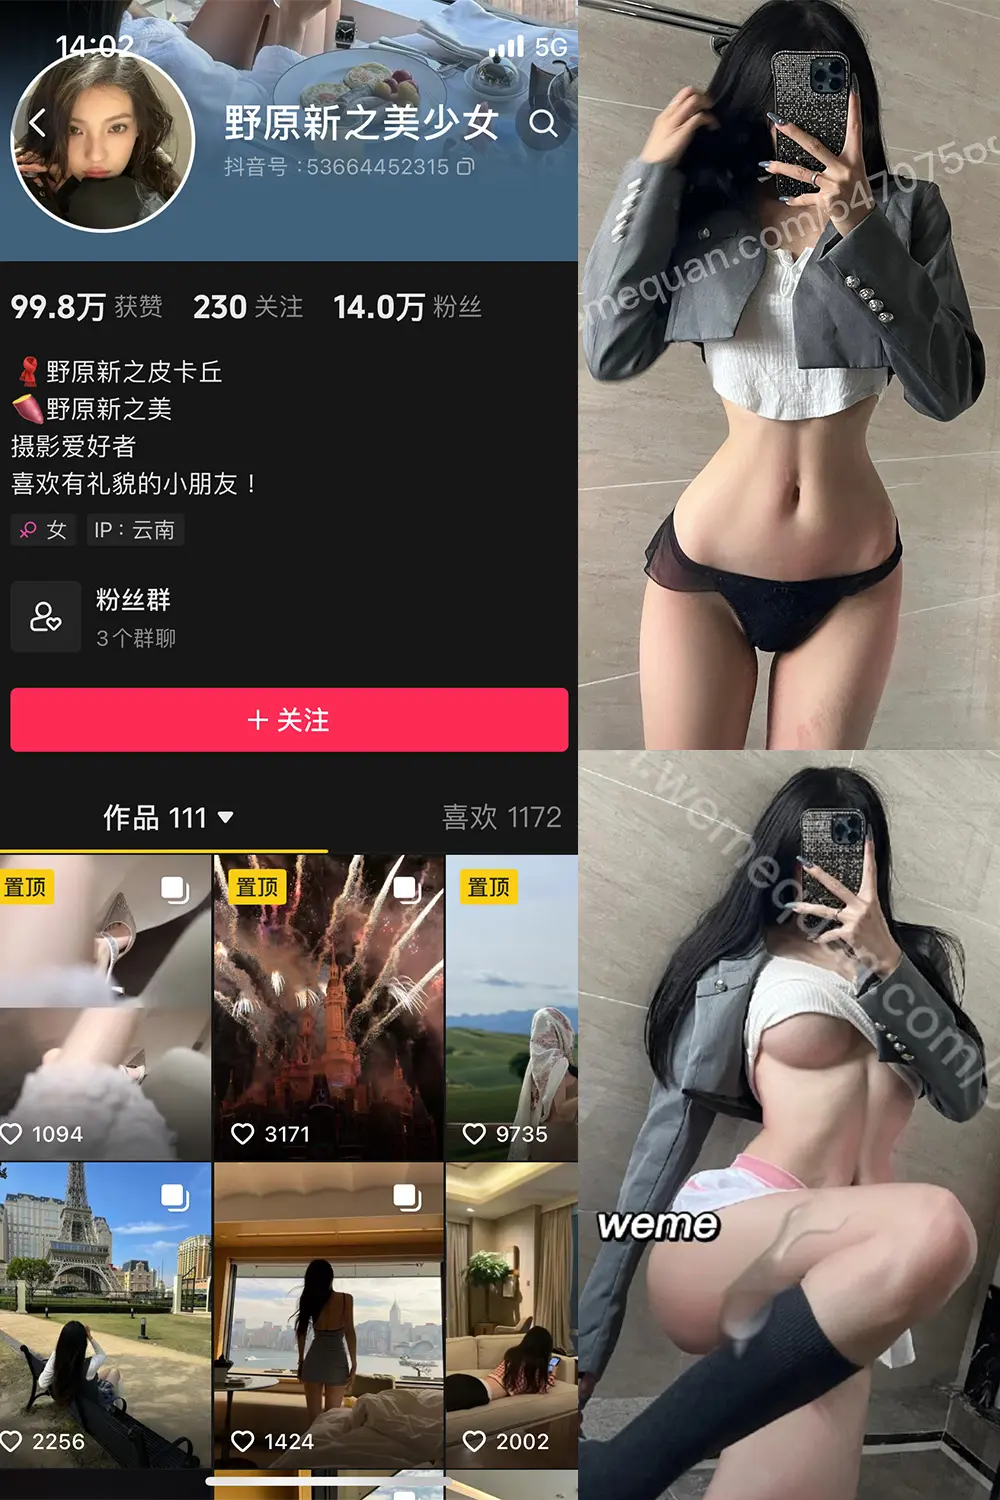 14:02
5G
野原新之美少女
抖音号：53664452315
99.8万 获赞 230 关注 14.0万 粉丝
野原新之皮卡丘
野原新之美
摄影爱好者
喜欢有礼貌的小朋友！
女 IP：云南
粉丝群
3个群聊
＋ 关注
作品 111 喜欢 1172
置顶 置顶 置顶
1094 3171 9735
2256 1424 2002
mequan.com/547075
.wemequan.com/
weme